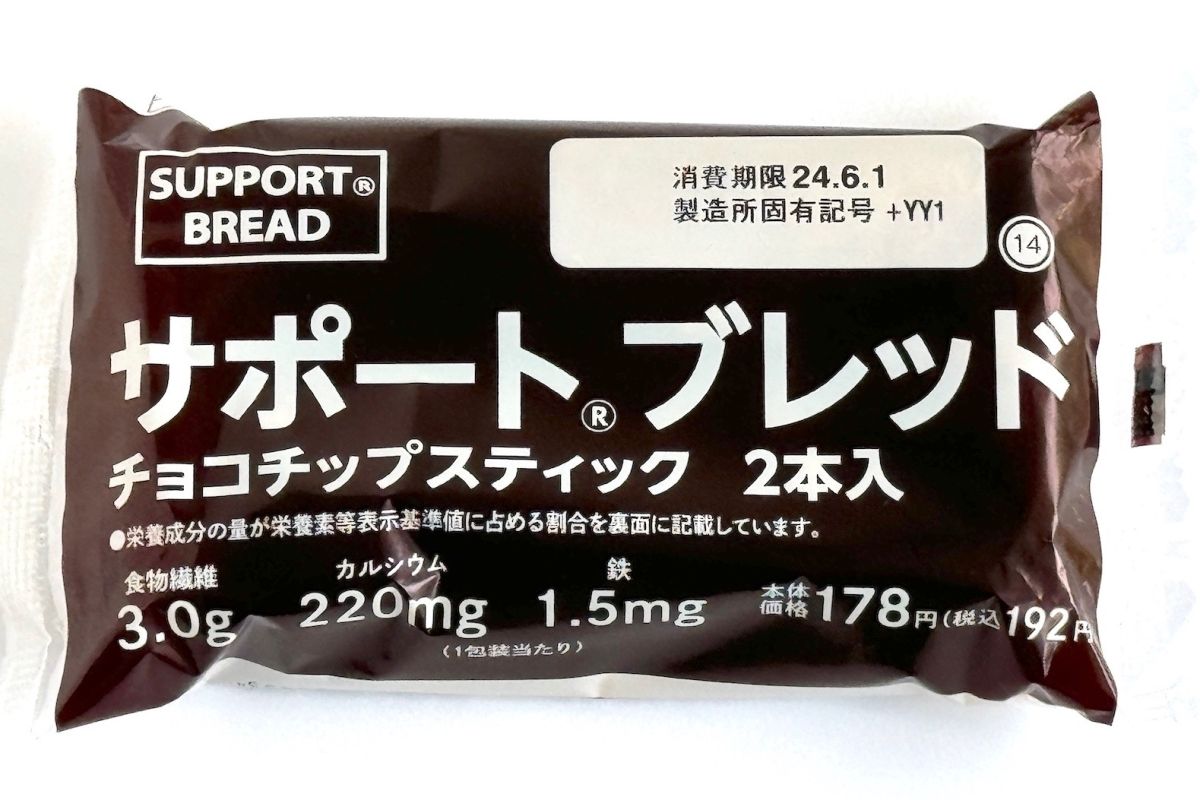 SUPPORT®
BREAD
消費期限 24.6.1
製造所固有記号 +YY1
14
サポート®ブレッド
チョコチップスティック 2本入
●栄養成分の量が栄養素等表示基準値に占める割合を裏面に記載しています。
食物繊維 3.0g カルシウム 220mg 鉄 1.5mg 本体価格178円(税込192円
(1包装当たり)